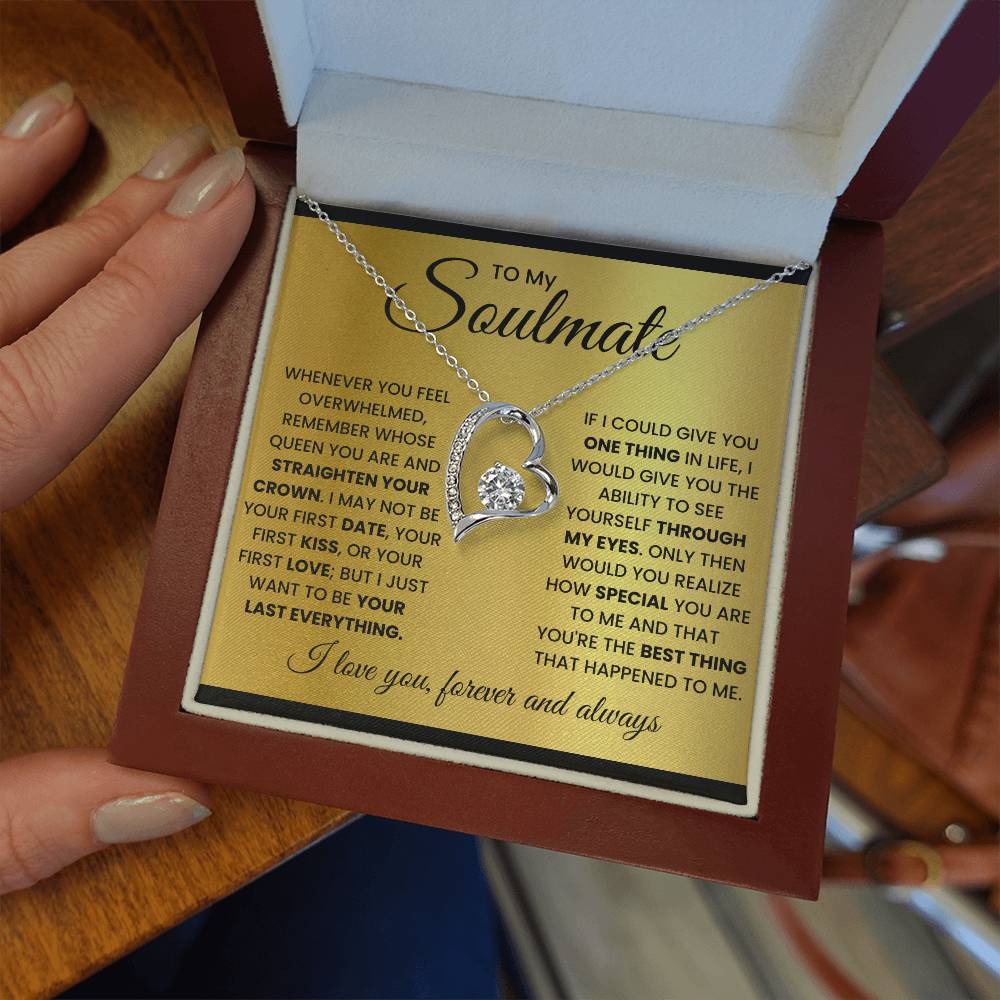 TO MY
Soulmate
WHENEVER YOU FEEL
OVERWHELMED,
REMEMBER WHOSE
QUEEN YOU ARE AND
STRAIGHTEN YOUR
CROWN. I MAY NOT BE
YOUR FIRST DATE, YOUR
FIRST KISS, OR YOUR
FIRST LOVE; BUT I JUST
WANT TO BE YOUR
LAST EVERYTHING.
IF I COULD GIVE YOU
ONE THING IN LIFE, I
WOULD GIVE YOU THE
ABILITY TO SEE
YOURSELF THROUGH
MY EYES. ONLY THEN
WOULD YOU REALIZE
HOW SPECIAL YOU ARE
TO ME AND THAT
YOU'RE THE BEST THING
THAT HAPPENED TO ME.
I love you, forever and always